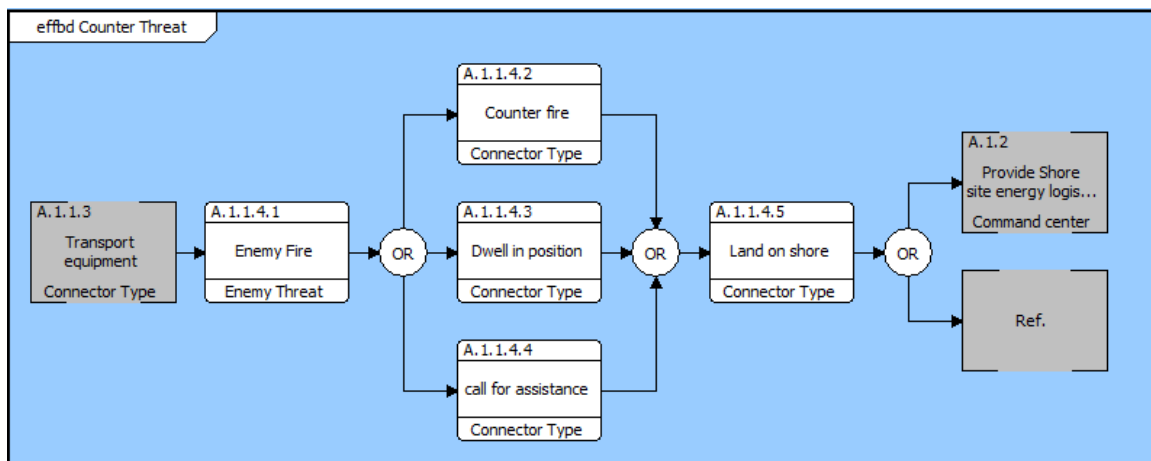 effbd Counter Threat
A.1.1.3
Transport
equipment
Connector Type
A.1.1.4.1
Enemy Fire
Enemy Threat
OR
A.1.1.4.2
Counter fire
Connector Type
A.1.1.4.3
Dwell in position
Connector Type
A.1.1.4.4
call for assistance
Connector Type
OR
A.1.1.4.5
Land on shore
Connector Type
OR
A.1.2
Provide Shore
site energy logis...
Command center
Ref.